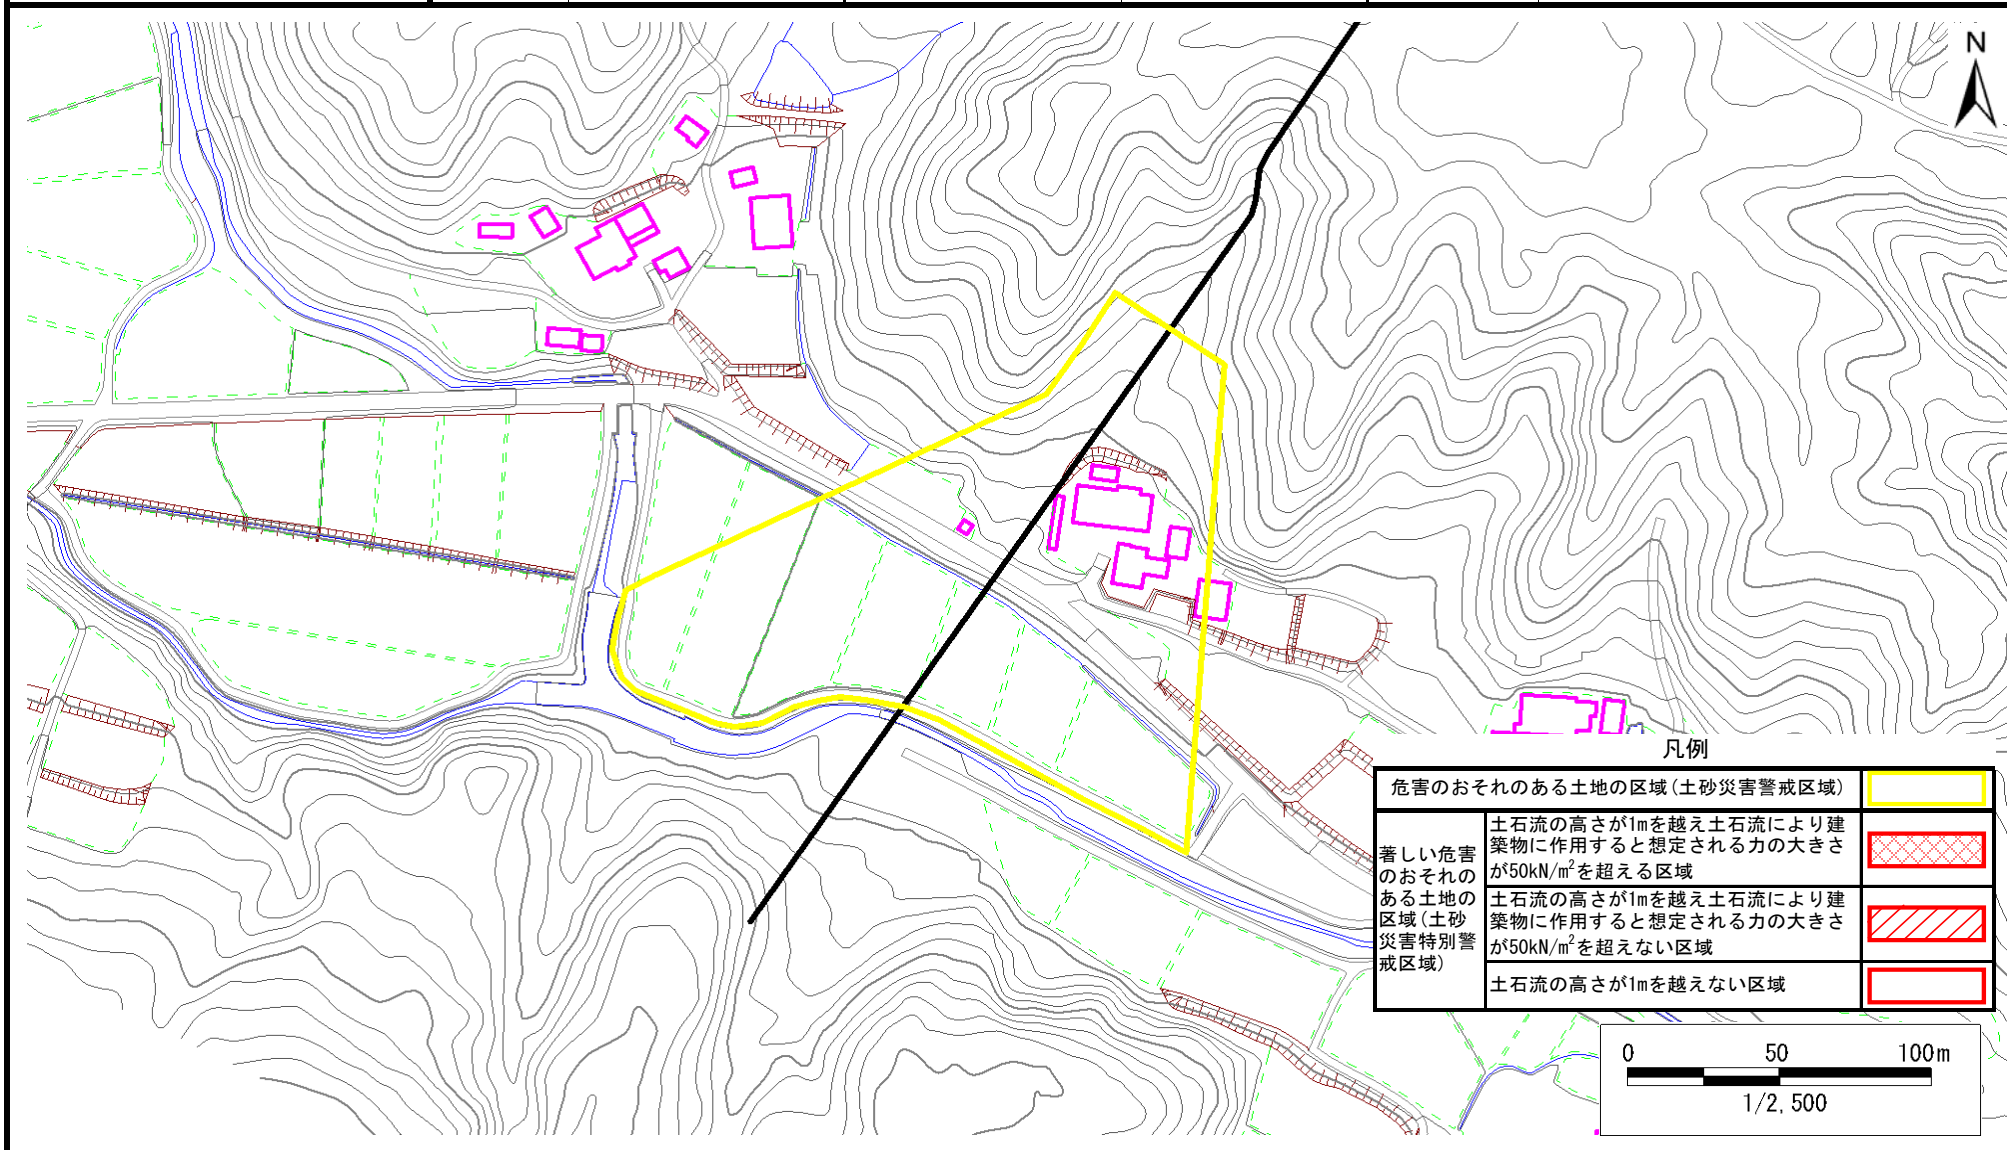 N
凡例
危害のおそれのある土地の区域(土砂災害警戒区域)
著しい危害
のおそれの
ある土地の
区域(土砂
災害特別警
戒区域)
土石流の高さが1mを越え土石流により建
築物に作用すると想定される力の大きさ
が50kN/m²を超える区域
土石流の高さが1mを越え土石流により建
築物に作用すると想定される力の大きさ
が50kN/m²を超えない区域
土石流の高さが1mを越えない区域
0 50 100m
1/2,500